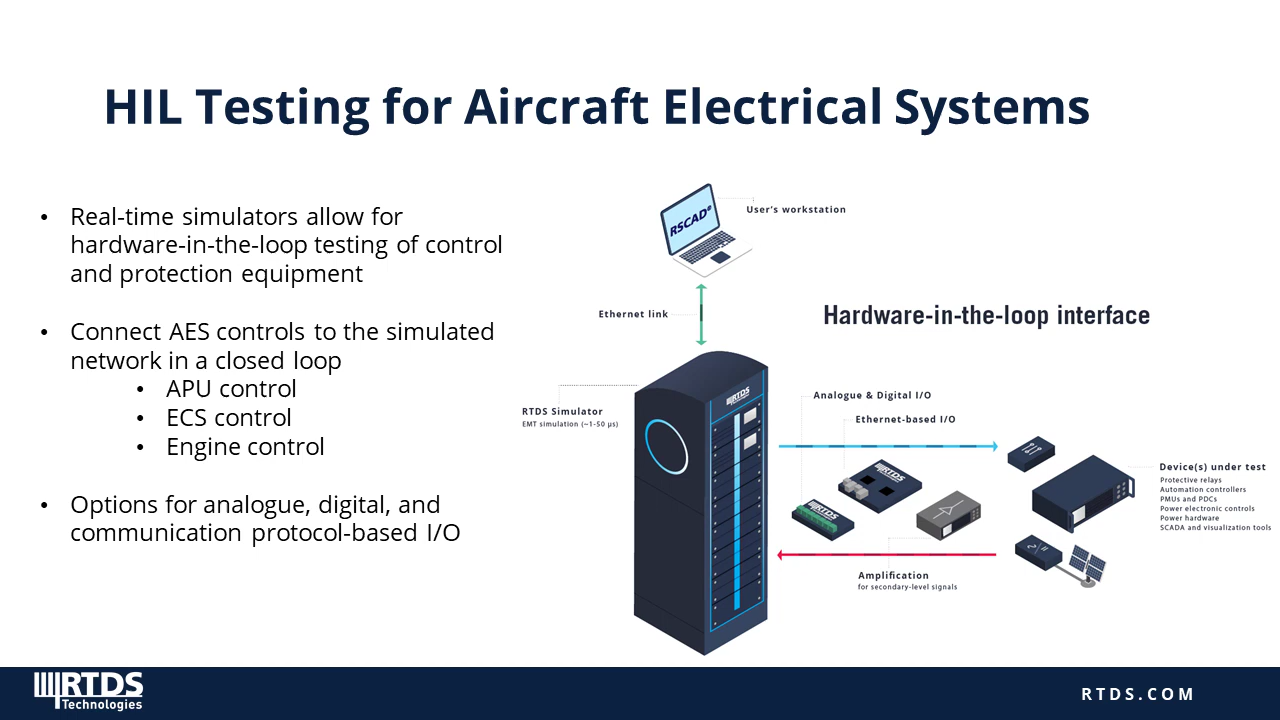 HIL Testing for Aircraft Electrical Systems
• Real-time simulators allow for
hardware-in-the-loop testing of control
and protection equipment
• Connect AES controls to the simulated
network in a closed loop
• APU control
• ECS control
• Engine control
• Options for analogue, digital, and
communication protocol-based I/O
RSCAD®
User's workstation
Ethernet link
Hardware-in-the-loop interface
RTDS
RTDS Simulator
EMT simulation (~1-50 µs)
Analogue & Digital I/O
Ethernet-based I/O
RTDS
RTDS
Device(s) under test
Protective relays
Automation controllers
PMUs and PDCs
Power electronic controls
Power hardware
SCADA and visualization tools
Amplification
for secondary-level signals
RTDS
Technologies
RTDS.COM